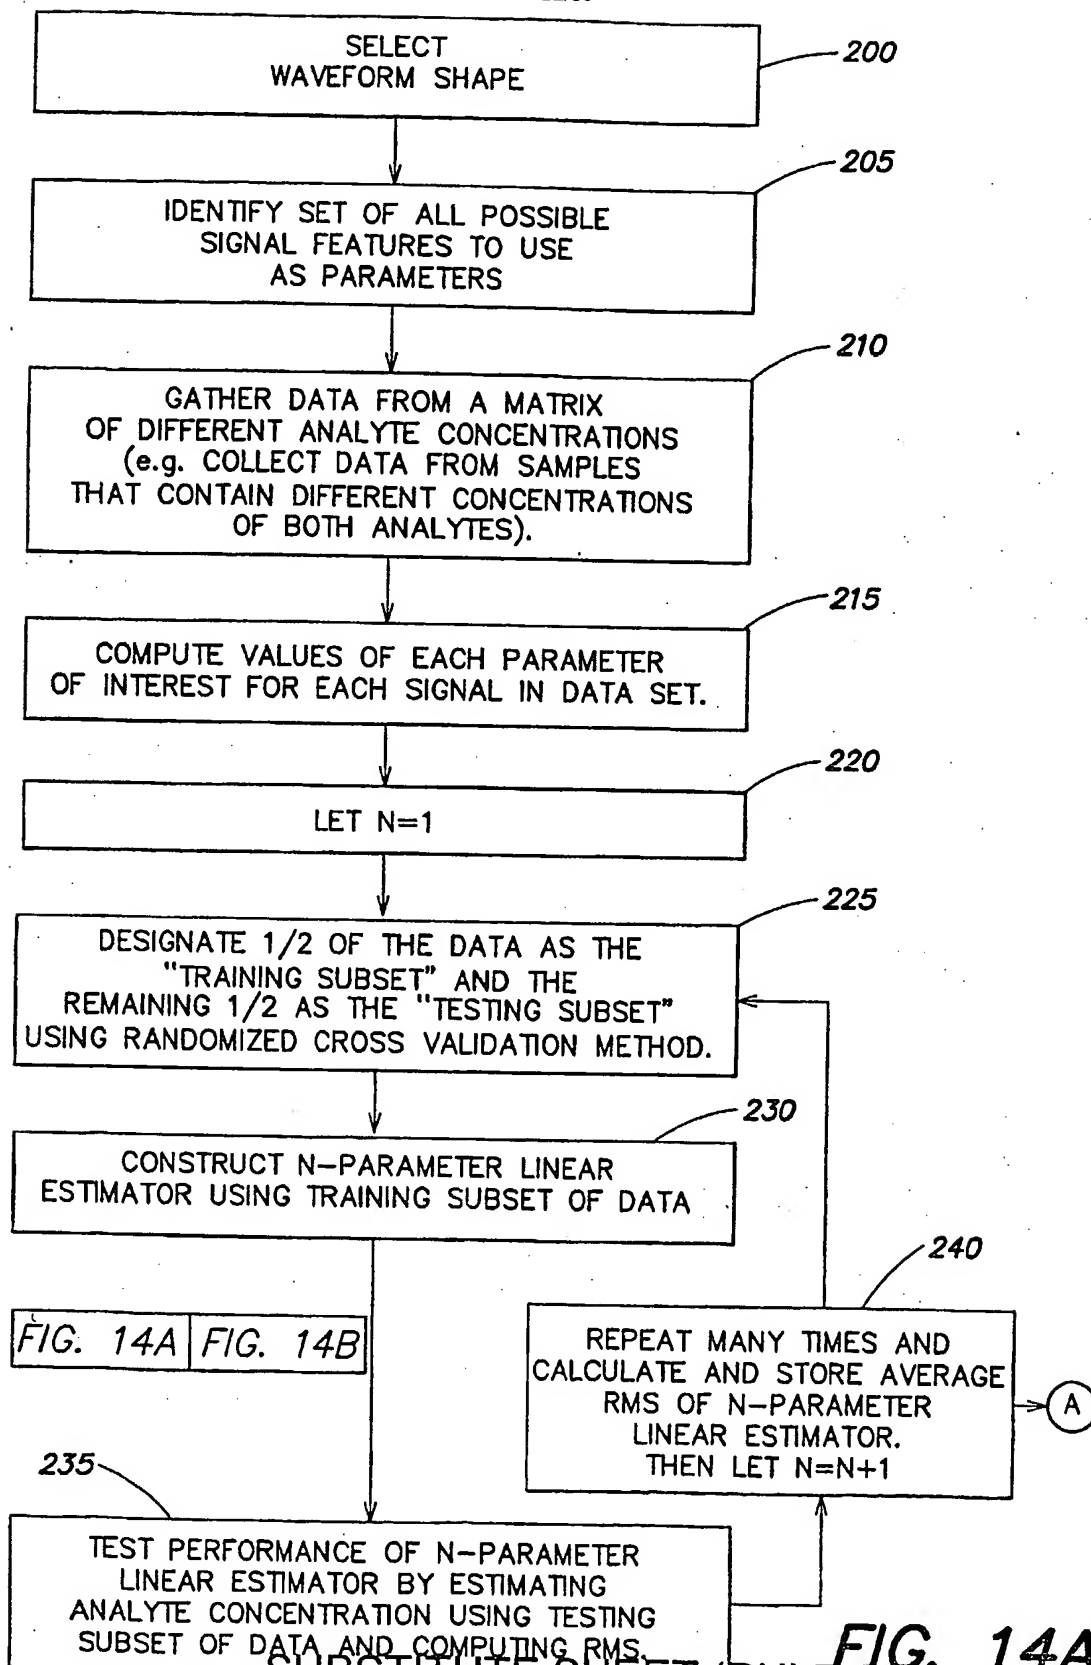 SELECT
WAVEFORM SHAPE
200
205
IDENTIFY SET OF ALL POSSIBLE
SIGNAL FEATURES TO USE
AS PARAMETERS
210
GATHER DATA FROM A MATRIX
OF DIFFERENT ANALYTE CONCENTRATIONS
(e.g. COLLECT DATA FROM SAMPLES
THAT CONTAIN DIFFERENT CONCENTRATIONS
OF BOTH ANALYTES).
215
COMPUTE VALUES OF EACH PARAMETER
OF INTEREST FOR EACH SIGNAL IN DATA SET.
220
LET N=1
225
DESIGNATE 1/2 OF THE DATA AS THE
"TRAINING SUBSET" AND THE
REMAINING 1/2 AS THE "TESTING SUBSET"
USING RANDOMIZED CROSS VALIDATION METHOD.
230
CONSTRUCT N-PARAMETER LINEAR
ESTIMATOR USING TRAINING SUBSET OF DATA
240
FIG. 14A FIG. 14B
REPEAT MANY TIMES AND
CALCULATE AND STORE AVERAGE
RMS OF N-PARAMETER
LINEAR ESTIMATOR.
THEN LET N=N+1
A
235
TEST PERFORMANCE OF N-PARAMETER
LINEAR ESTIMATOR BY ESTIMATING
ANALYTE CONCENTRATION USING TESTING
SUBSET OF DATA AND COMPUTING RMS.
SUBSTITUTE SHEET
FIG. 14A